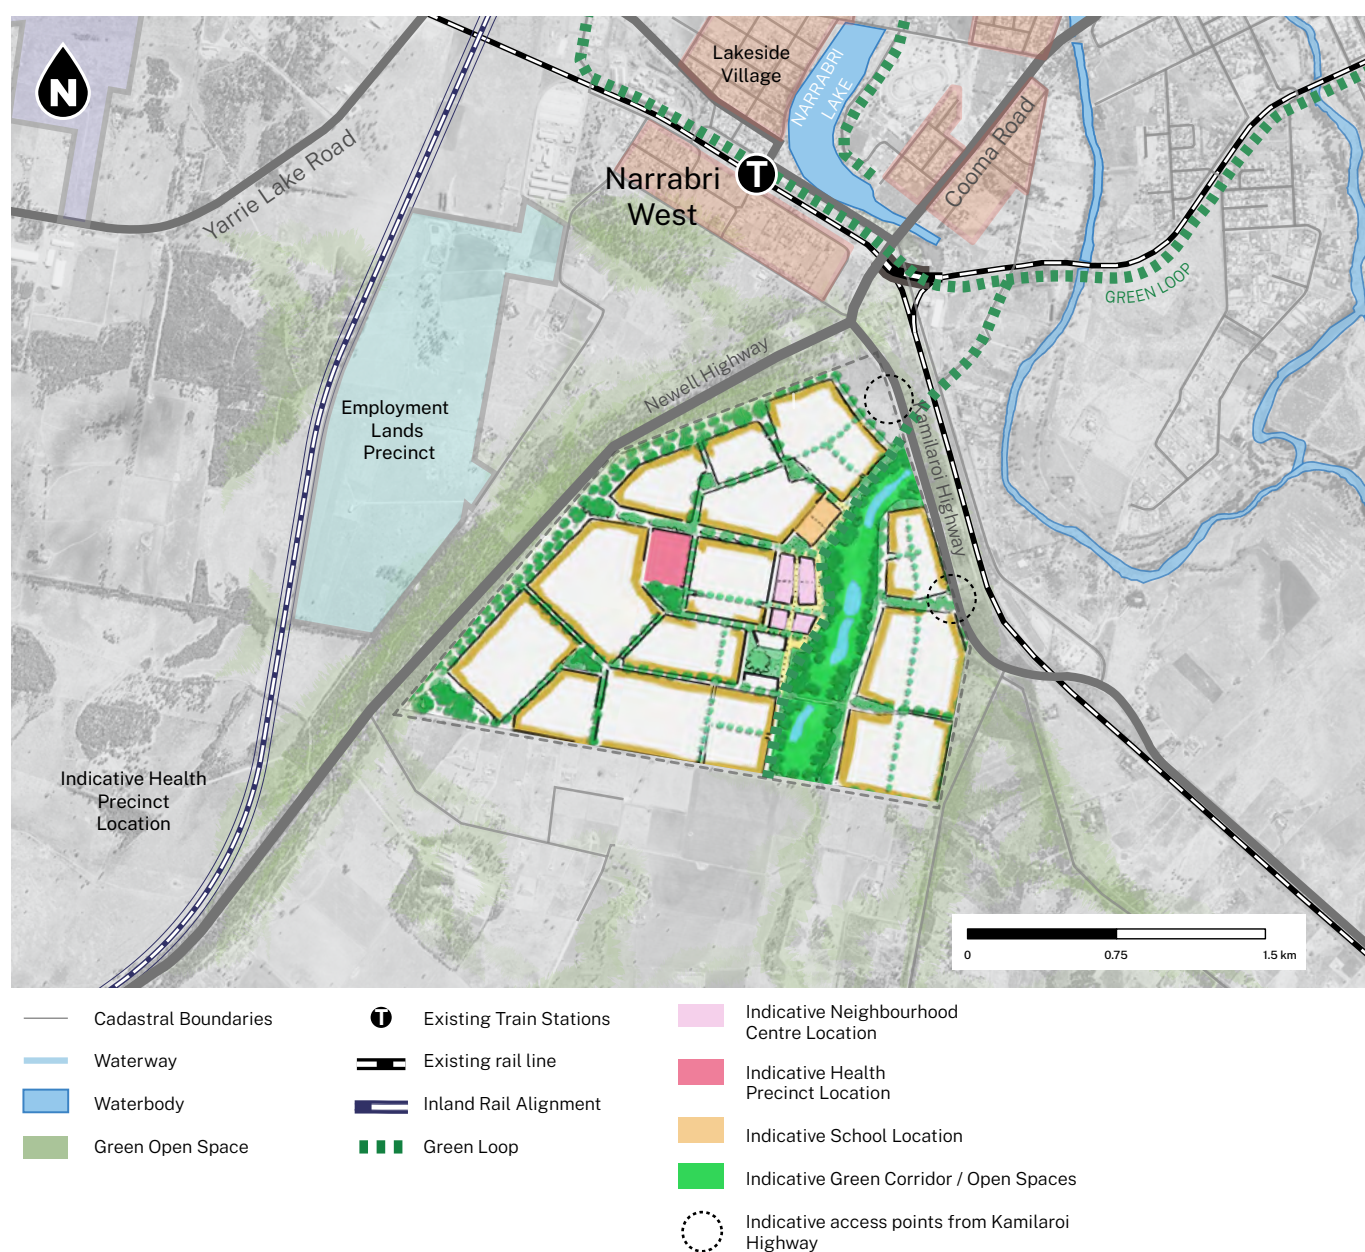 N
Lakeside
Village
NARRABRI
LAKE
Cooma Road
Yarrie Lake Road
T
Narrabri
West
GREEN LOOP
Newell Highway
Kamilaroi Highway
Employment
Lands
Precinct
Indicative Health
Precinct
Location
0
0.75
1.5 km
Cadastral Boundaries
Waterway
Waterbody
Green Open Space
T
Existing Train Stations
Existing rail line
Inland Rail Alignment
Green Loop
Indicative Neighbourhood
Centre Location
Indicative Health
Precinct Location
Indicative School Location
Indicative Green Corridor / Open Spaces
Indicative access points from Kamilaroi
Highway